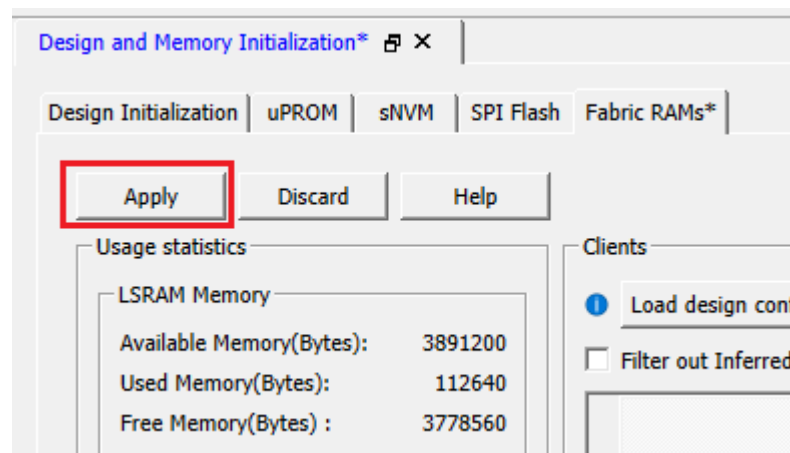 Design and Memory Initialization*
Design Initialization uPROM sNVM SPI Flash Fabric RAMs*
Apply Discard Help
Usage statistics
LSRAM Memory
Available Memory(Bytes): 3891200
Used Memory(Bytes): 112640
Free Memory(Bytes) : 3778560
Clients
Load design
Filter out Inferred